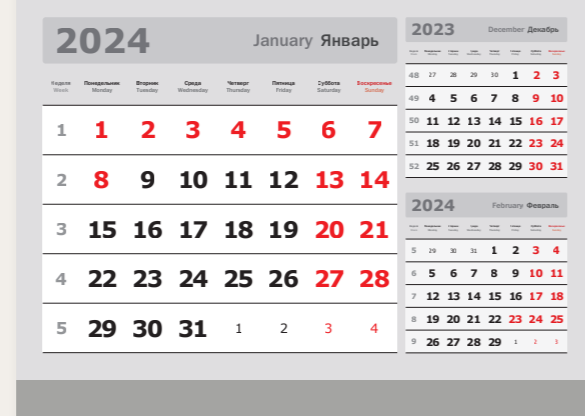 2024 January Январь
Неделя Понедельник Вторник Среда Четверг Пятница Суббота Воскресенье
Week Monday Tuesday Wednesday Thursday Friday Saturday Sunday
1 1 2 3 4 5 6 7
2 8 9 10 11 12 13 14
3 15 16 17 18 19 20 21
4 22 23 24 25 26 27 28
5 29 30 31 1 2 3 4
2023 December Декабрь
48 27 28 29 30 1 2 3
49 4 5 6 7 8 9 10
50 11 12 13 14 15 16 17
51 18 19 20 21 22 23 24
52 25 26 27 28 29 30 31
2024 February Февраль
5 29 30 31 1 2 3 4
6 5 6 7 8 9 10 11
7 12 13 14 15 16 17 18
8 19 20 21 22 23 24 25
9 26 27 28 29 1 2 3